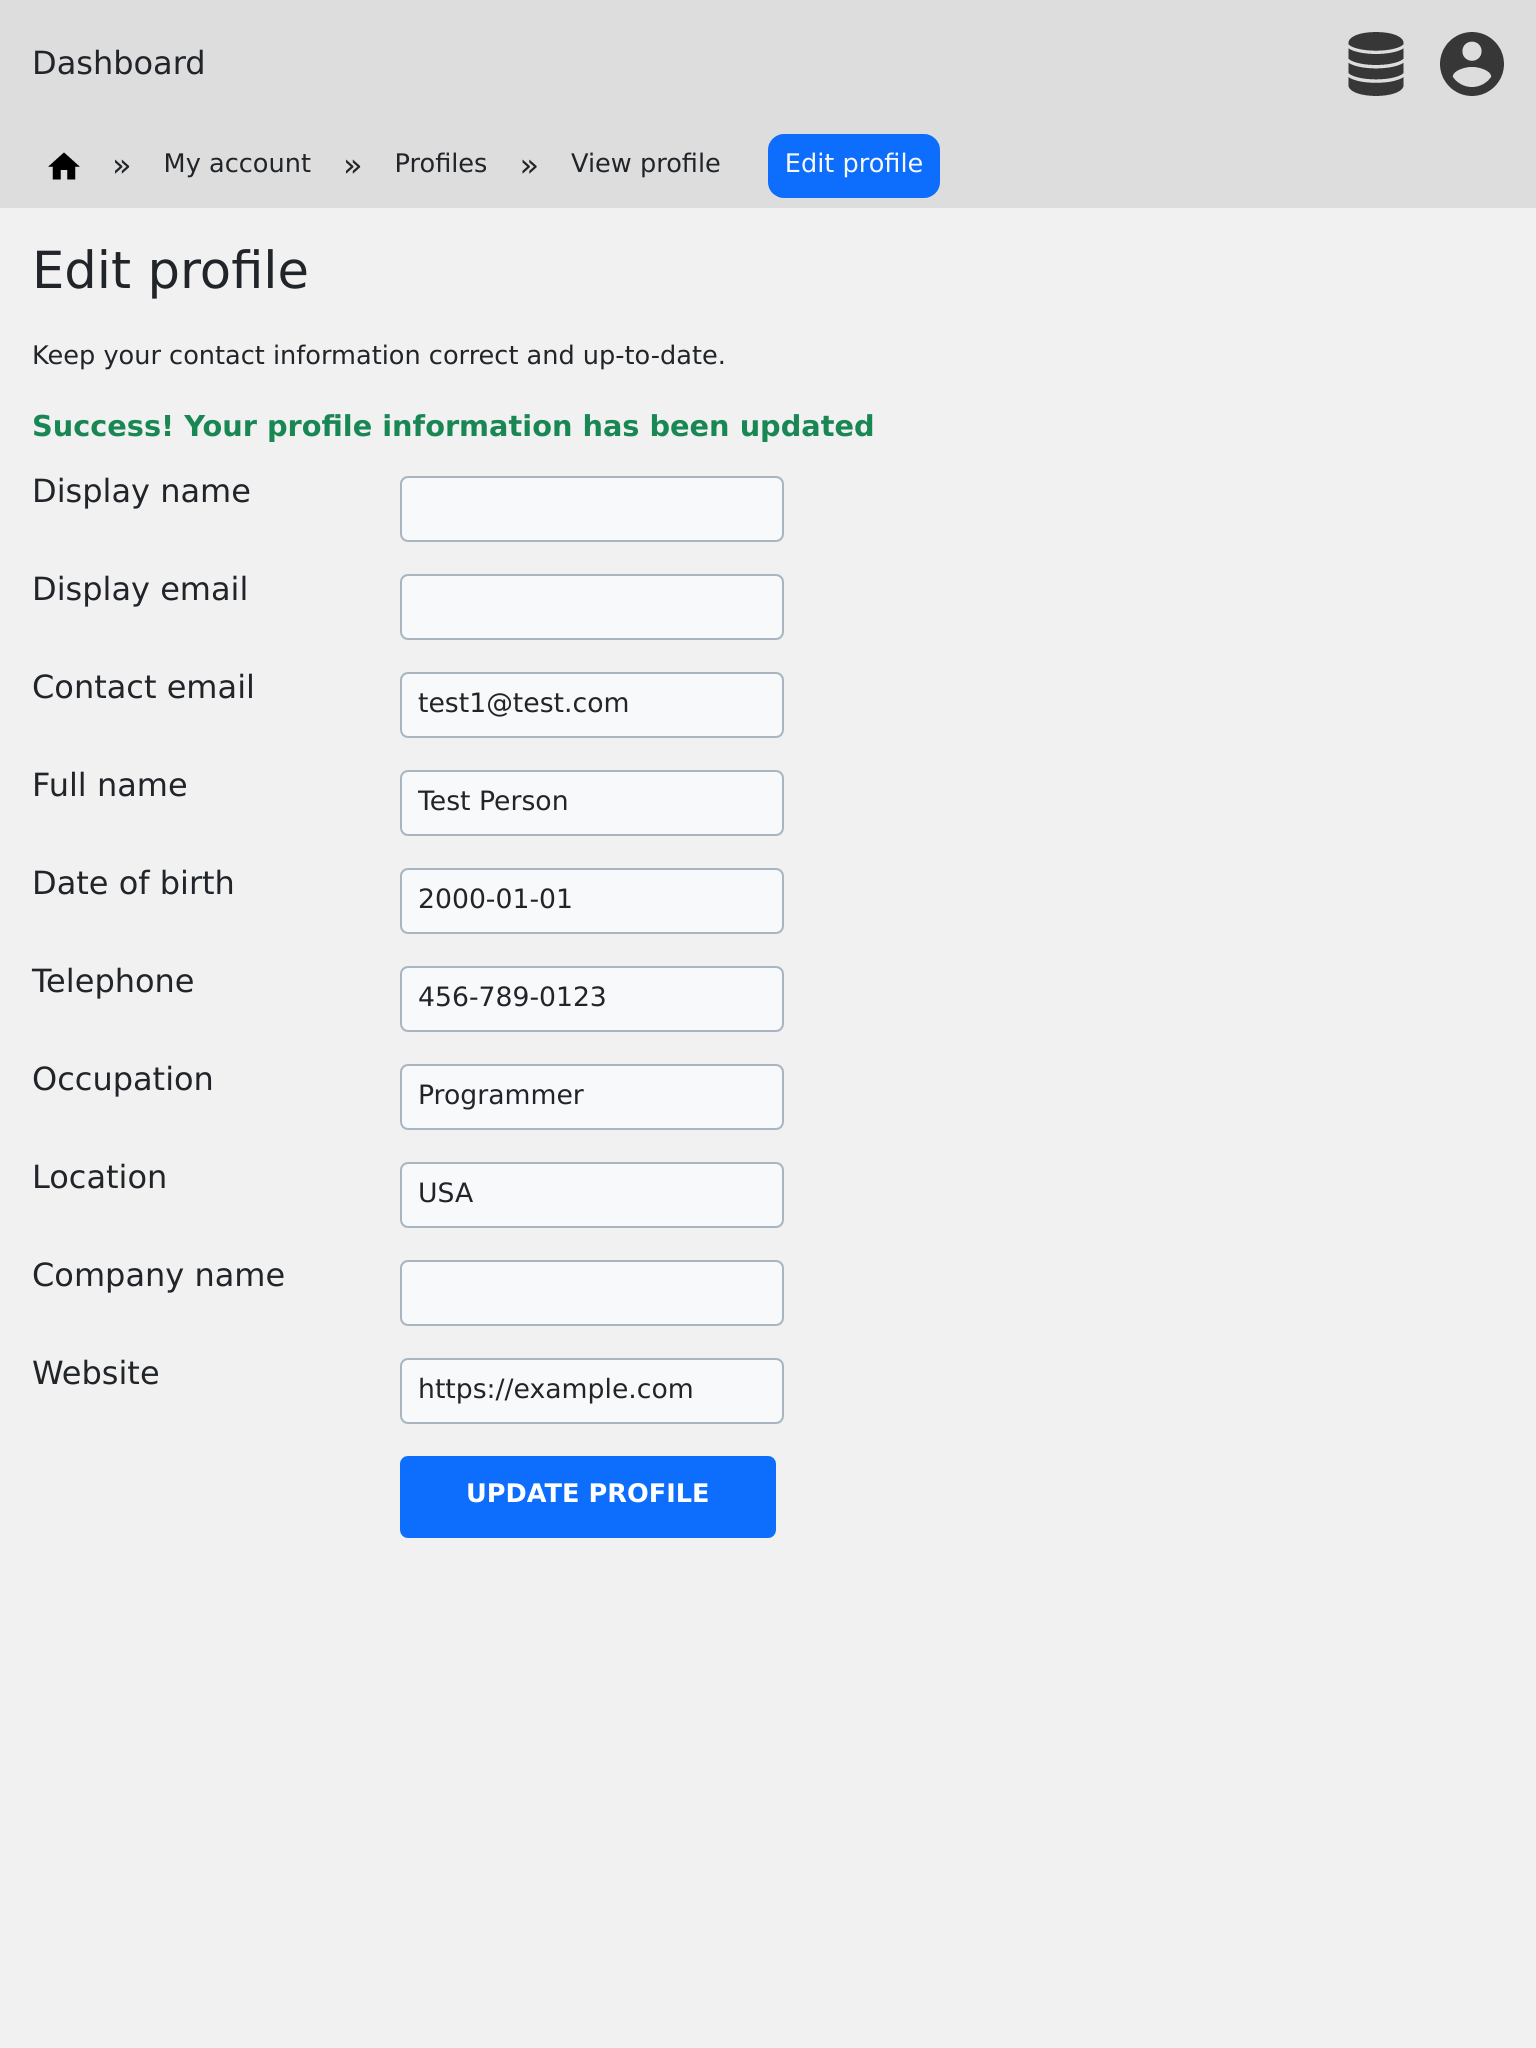 Dashboard
» My account » Profiles » View profile Edit profile
Edit profile
Keep your contact information correct and up-to-date.
Success! Your profile information has been updated
Display name
Display email
Contact email test1@test.com
Full name Test Person
Date of birth 2000-01-01
Telephone 456-789-0123
Occupation Programmer
Location USA
Company name
Website https://example.com
UPDATE PROFILE